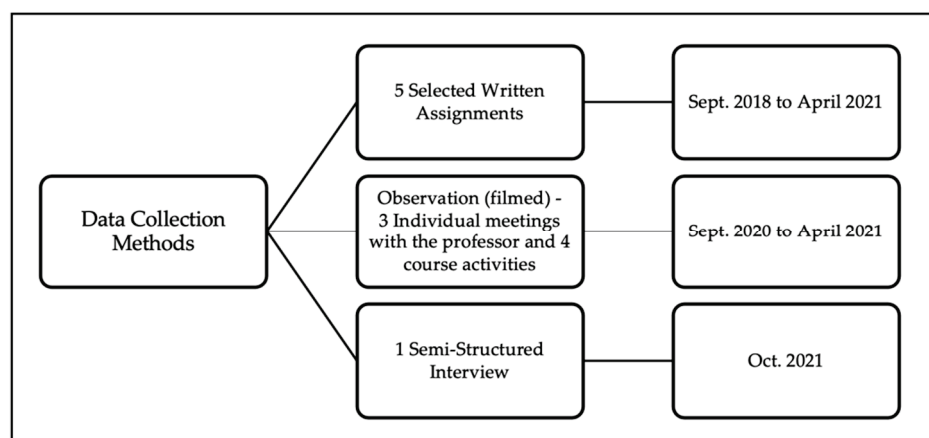 Data Collection
Methods
5 Selected Written
Assignments
Sept. 2018 to April 2021
Observation (filmed) -
3 Individual meetings
with the professor and 4
course activities
Sept. 2020 to April 2021
1 Semi-Structured
Interview
Oct. 2021